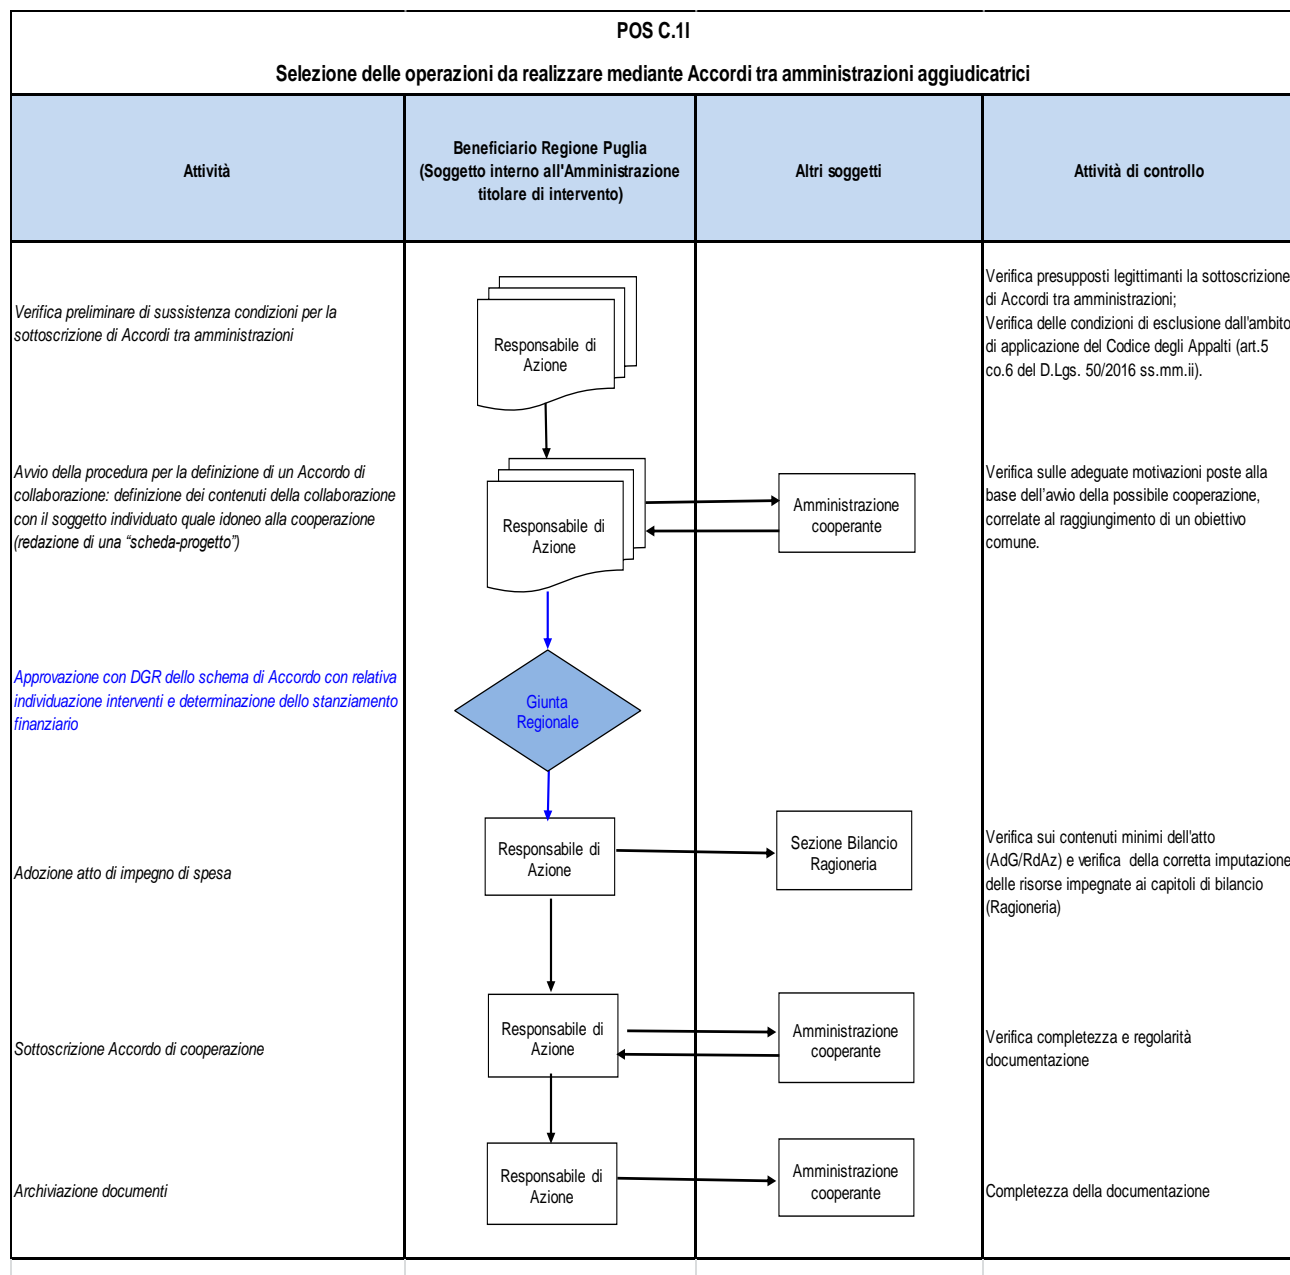 POS C.1I
Selezione delle operazioni da realizzare mediante Accordi tra amministrazioni aggiudicatrici
Attività
Beneficiario Regione Puglia
(Soggetto interno all'Amministrazione
titolare di intervento)
Altri soggetti
Attività di controllo
Verifica preliminare di sussistenza condizioni per la
sottoscrizione di Accordi tra amministrazioni
Responsabile di
Azione
Verifica presupposti legittimanti la sottoscrizione
di Accordi tra amministrazioni;
Verifica delle condizioni di esclusione dall'ambito
di applicazione del Codice degli Appalti (art.5
co.6 del D.Lgs. 50/2016 ss.mm.ii).
Avvio della procedura per la definizione di un Accordo di
collaborazione: definizione dei contenuti della collaborazione
con il soggetto individuato quale idoneo alla cooperazione
(redazione di una “scheda-progetto”)
Responsabile di
Azione
Amministrazione
cooperante
Verifica sulle adeguate motivazioni poste alla
base dell’avvio della possibile cooperazione,
correlate al raggiungimento di un obiettivo
comune.
Approvazione con DGR dello schema di Accordo con relativa
individuazione interventi e determinazione dello stanziamento
finanziario
Giunta
Regionale
Adozione atto di impegno di spesa
Responsabile di
Azione
Sezione Bilancio
Ragioneria
Verifica sui contenuti minimi dell'atto
(AdG/RdAz) e verifica della corretta imputazione
delle risorse impegnate ai capitoli di bilancio
(Ragioneria)
Sottoscrizione Accordo di cooperazione
Responsabile di
Azione
Amministrazione
cooperante
Verifica completezza e regolarità
documentazione
Archiviazione documenti
Responsabile di
Azione
Amministrazione
cooperante
Completezza della documentazione